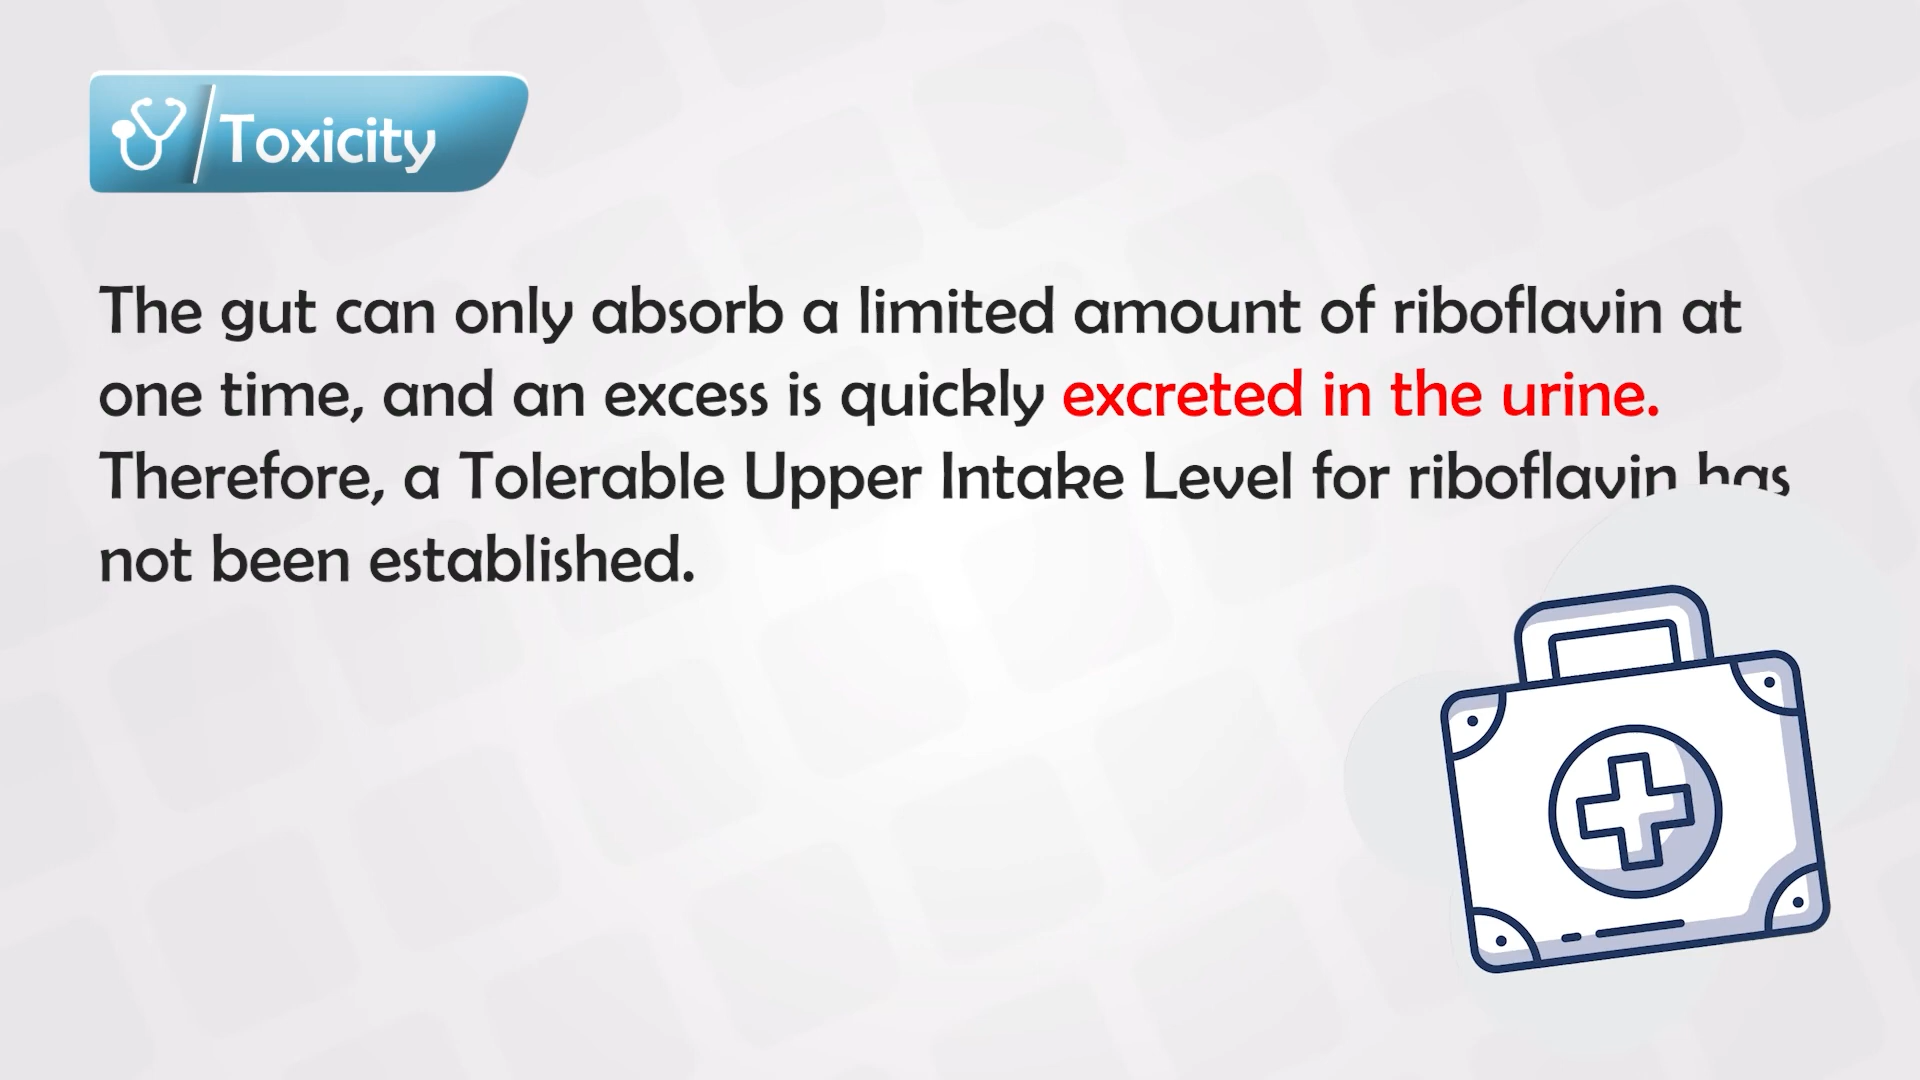 Toxicity
The gut can only absorb a limited amount of riboflavin at
one time, and an excess is quickly excreted in the urine.
Therefore, a Tolerable Upper Intake Level for riboflavin has
not been established.